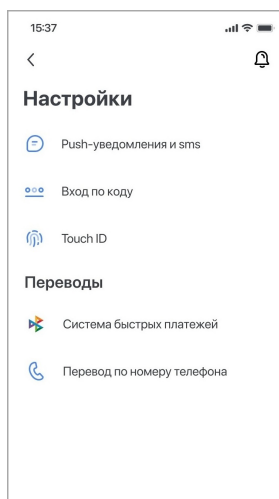 15:37
Настройки
Push-уведомления и sms
Вход по коду
Touch ID
Переводы
Система быстрых платежей
Перевод по номеру телефона